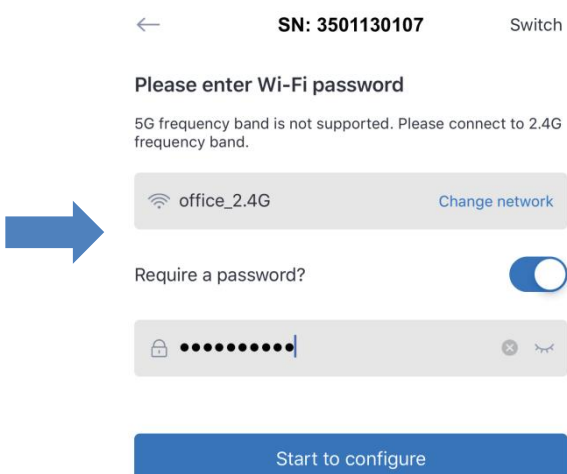 SN: 3501130107 Switch
Please enter Wi-Fi password
5G frequency band is not supported. Please connect to 2.4G
frequency band.
office_2.4G Change network
Require a password?
●●●●●●●●●●
Start to configure